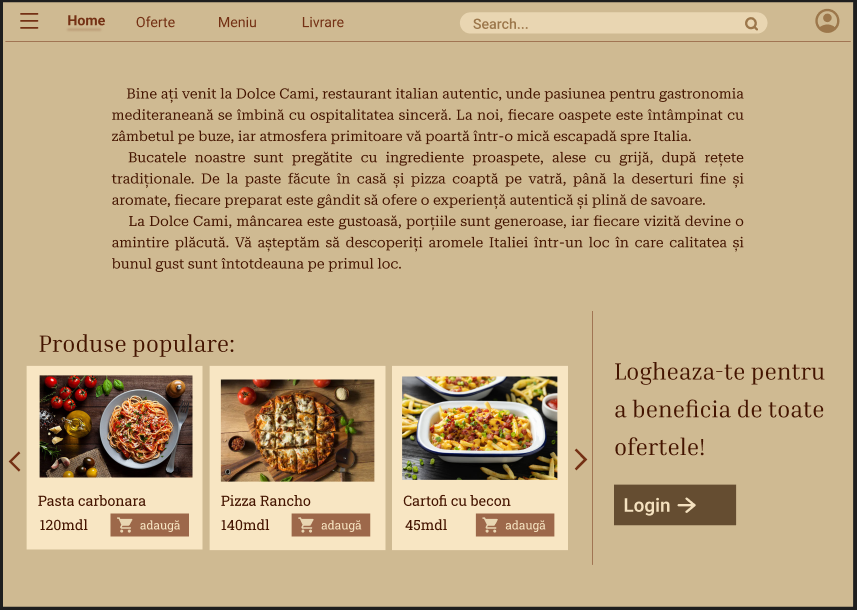 Home Oferte Meniu Livrare Search...
Bine ați venit la Dolce Cami, restaurant italian autentic, unde pasiunea pentru gastronomia
mediteraneană se îmbină cu ospitalitatea sinceră. La noi, fiecare oaspete este întâmpinat cu
zâmbetul pe buze, iar atmosfera primitoare vă poartă într-o mică escapadă spre Italia.
Bucatele noastre sunt pregătite cu ingrediente proaspete, alese cu grijă, după rețete
tradiționale. De la paste făcute în casă și pizza coaptă pe vatră, până la deserturi fine și
aromate, fiecare preparat este gândit să ofere o experiență autentică și plină de savoare.
La Dolce Cami, mâncarea este gustoasă, porțiile sunt generoase, iar fiecare vizită devine o
amintire plăcută. Vă așteptăm să descoperiți aromele Italiei într-un loc în care calitatea și
bunul gust sunt întotdeauna pe primul loc.
Produse populare:
Pasta carbonara
120mdl adaugă
Pizza Rancho
140mdl adaugă
Cartofi cu becon
45mdl adaugă
Logheaza-te pentru
a beneficia de toate
ofertele!
Login